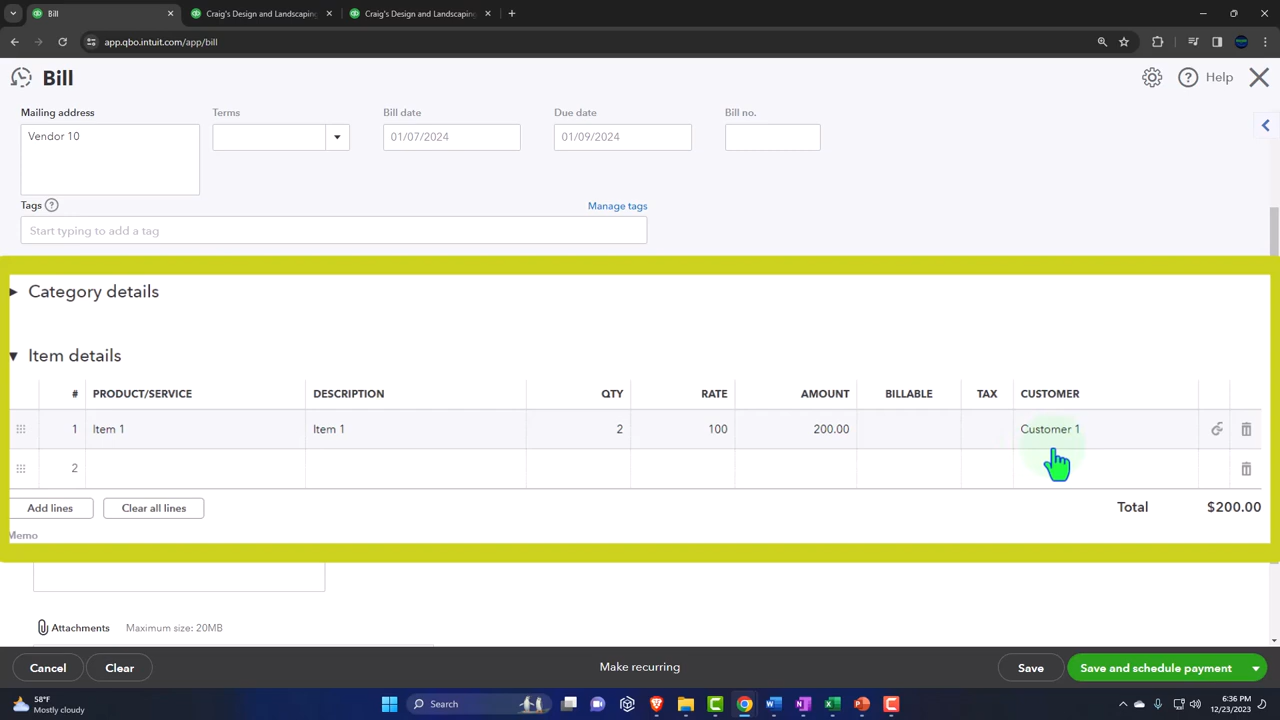 Bill
Craig's Design and Landscaping
Craig's Design and Landscaping
app.qbo.intuit.com/app/bill
Bill
Help
Mailing address
Terms
Bill date
Due date
Bill no.
Vendor 10
01/07/2024
01/09/2024
Tags
Manage tags
Start typing to add a tag
Category details
Item details
# PRODUCT/SERVICE DESCRIPTION QTY RATE AMOUNT BILLABLE TAX CUSTOMER
1 Item 1 Item 1 2 100 200.00 Customer 1
2
Add lines Clear all lines Total $200.00
Memo
Attachments Maximum size: 20MB
Cancel Clear Make recurring Save Save and schedule payment
58°F
Mostly cloudy
Search
6:36 PM
12/23/2023